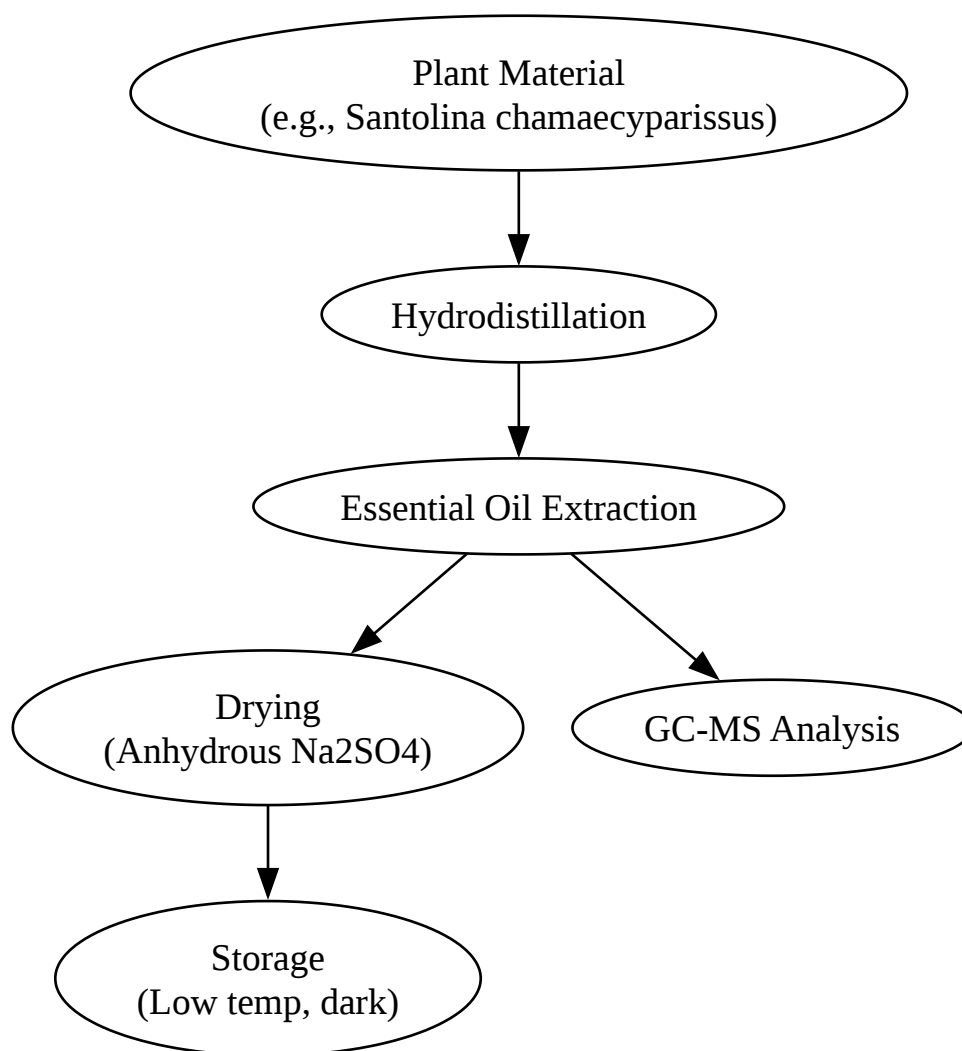 Plant Material
(e.g., Santolina chamaecyparissus)
Hydrodistillation
Essential Oil Extraction
Drying
(Anhydrous Na2SO4)
GC-MS Analysis
Storage
(Low temp, dark)